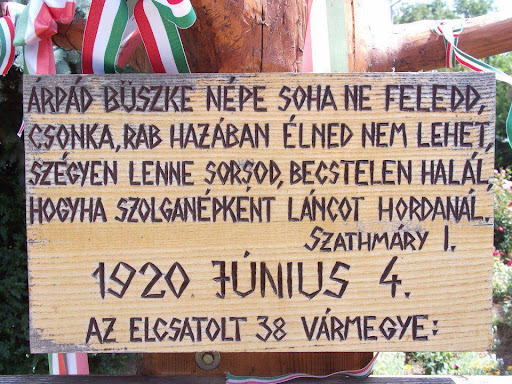 ÁRPÁD BÜSZKE NÉPE SOHA NE FELEDD,
CSONKA, RAB HAZÁBAN ÉLNED NEM LEHET,
SZÉGYEN LENNE SORSOD, BECSTELEN HALÁL,
HOGYHA SZOLGANÉPKÉNT LÁNCOT HORDANÁL.
SZATHMÁRY I.
1920. JÚNIUS 4.
AZ ELCSATOLT 38 VÁRMEGYE: